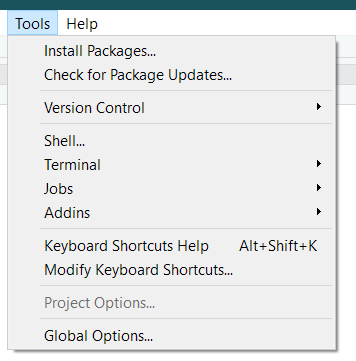 Tools Help
Install Packages...
Check for Package Updates...
Version Control
Shell...
Terminal
Jobs
Addins
Keyboard Shortcuts Help Alt+Shift+K
Modify Keyboard Shortcuts...
Project Options...
Global Options...